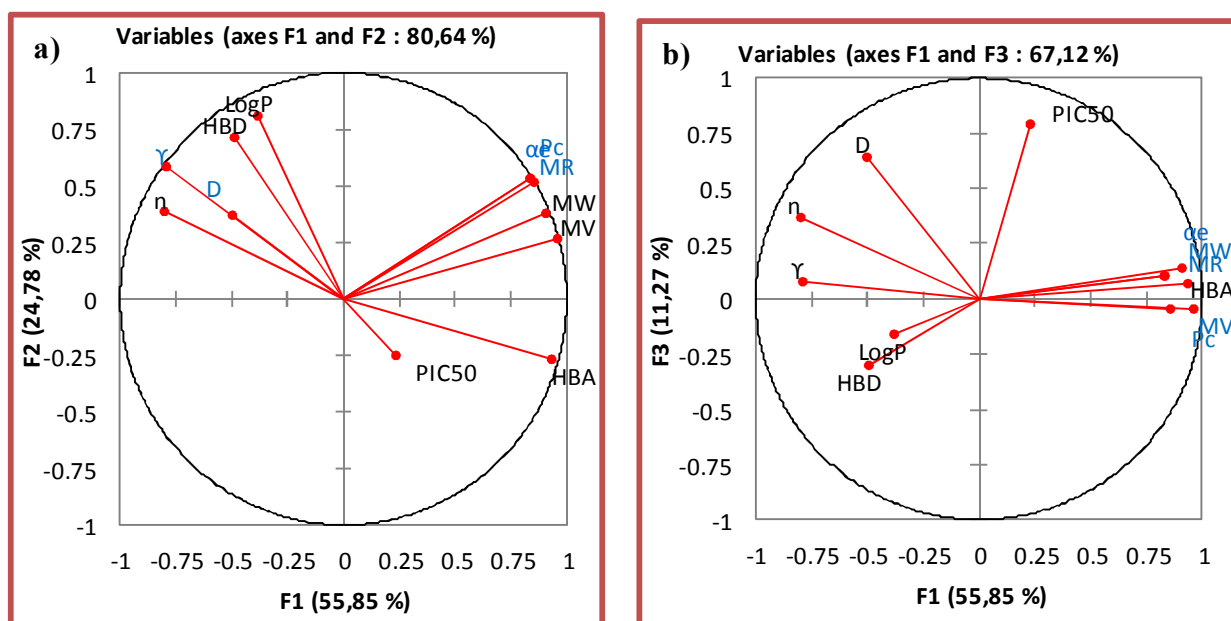 a)
Variables (axes F1 and F2 : 80,64 %)
1
0.75
0.5
0.25
0
-0.25
-0.5
-0.75
-1
F2 (24,78 %)
LogP
HBD
ϒ
D
n
αe
Pc
MR
MW
MV
PIC50
HBA
-1 -0.75 -0.5 -0.25 0 0.25 0.5 0.75 1
F1 (55,85 %)
b)
Variables (axes F1 and F3 : 67,12 %)
1
0.75
0.5
0.25
0
-0.25
-0.5
-0.75
-1
F3 (11,27 %)
PIC50
D
n
ϒ
αe
MW
MR
HBA
MV
Pc
LogP
HBD
-1 -0.75 -0.5 -0.25 0 0.25 0.5 0.75 1
F1 (55,85 %)